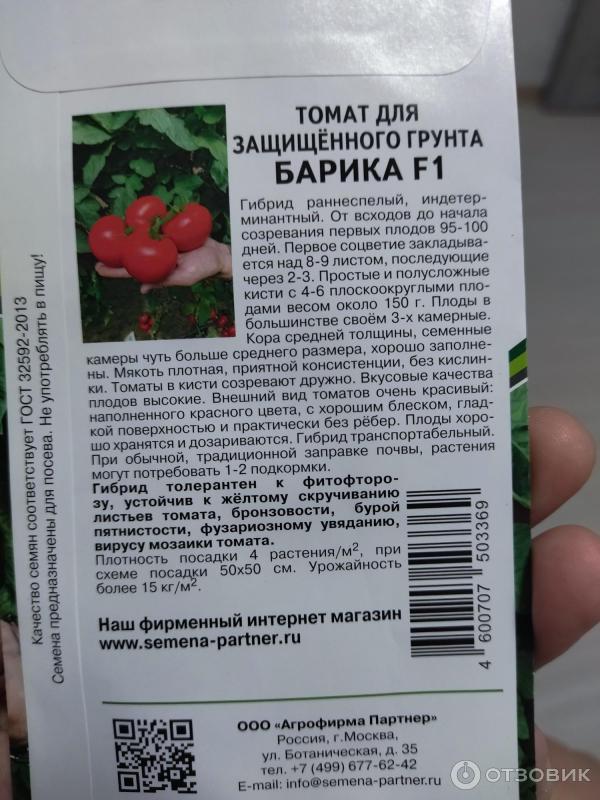 ТОМАТ ДЛЯ
ЗАЩИЩЁННОГО ГРУНТА
БАРИКА F1
Гибрид раннеспелый, индетер-
минантный. От всходов до начала
созревания первых плодов 95-100
дней. Первое соцветие закладыва-
ется над 8-9 листом, последующие
через 2-3. Простые и полусложные
кисти с 4-6 плоскоокруглыми пло-
дами весом около 150 г. Плоды в
большинстве своём 3-х камерные.
Кора средней толщины, семенные
камеры чуть больше среднего размера, хорошо заполне-
ны. Мякоть плотная, приятной консистенции, без кислин-
ки. Томаты в кисти созревают дружно. Вкусовые качества
плодов высокие. Внешний вид томатов очень красивый:
наполненного красного цвета, с хорошим блеском, глад-
кой поверхностью и практически без рёбер. Плоды хоро-
шо хранятся и дозариваются. Гибрид транспортабельный.
При обычной, традиционной заправке почвы, растения
могут потребовать 1-2 подкормки.
Гибрид толерантен к фитофторо-
зу, устойчив к жёлтому скручиванию
листьев томата, бронзовости, бурой
пятнистости, фузариозному увяданию,
вирусу мозаики томата.
Плотность посадки 4 растения/м², при
схеме посадки 50х50 см. Урожайность
более 15 кг/м².
Наш фирменный интернет магазин
www.semena-partner.ru
4 600707 503369
ООО «Агрофирма Партнер»
Россия, г.Москва,
ул. Ботаническая, д. 35
тел. +7 (499) 677-62-42
E-mail: info@semena-partner.ru
Качество семян соответствует ГОСТ 32592-2013
Семена предназначены для посева. Не употреблять в пищу!
ОТЗОВИК